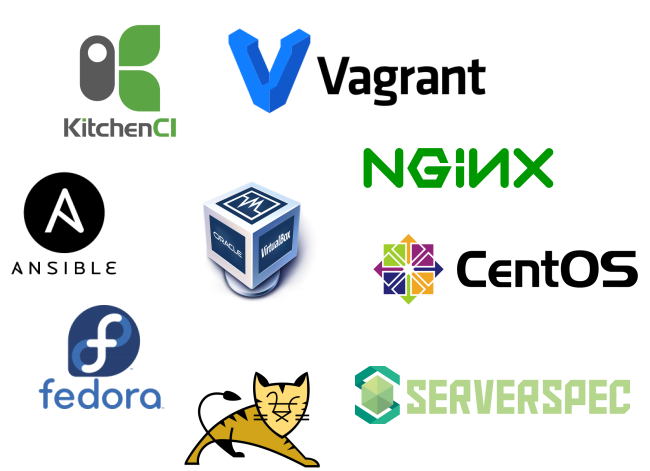 KitchenCI
Vagrant
NGINX
ANSIBLE
ORACLE
VirtualBox
CentOS
fedora
SERVERSPEC